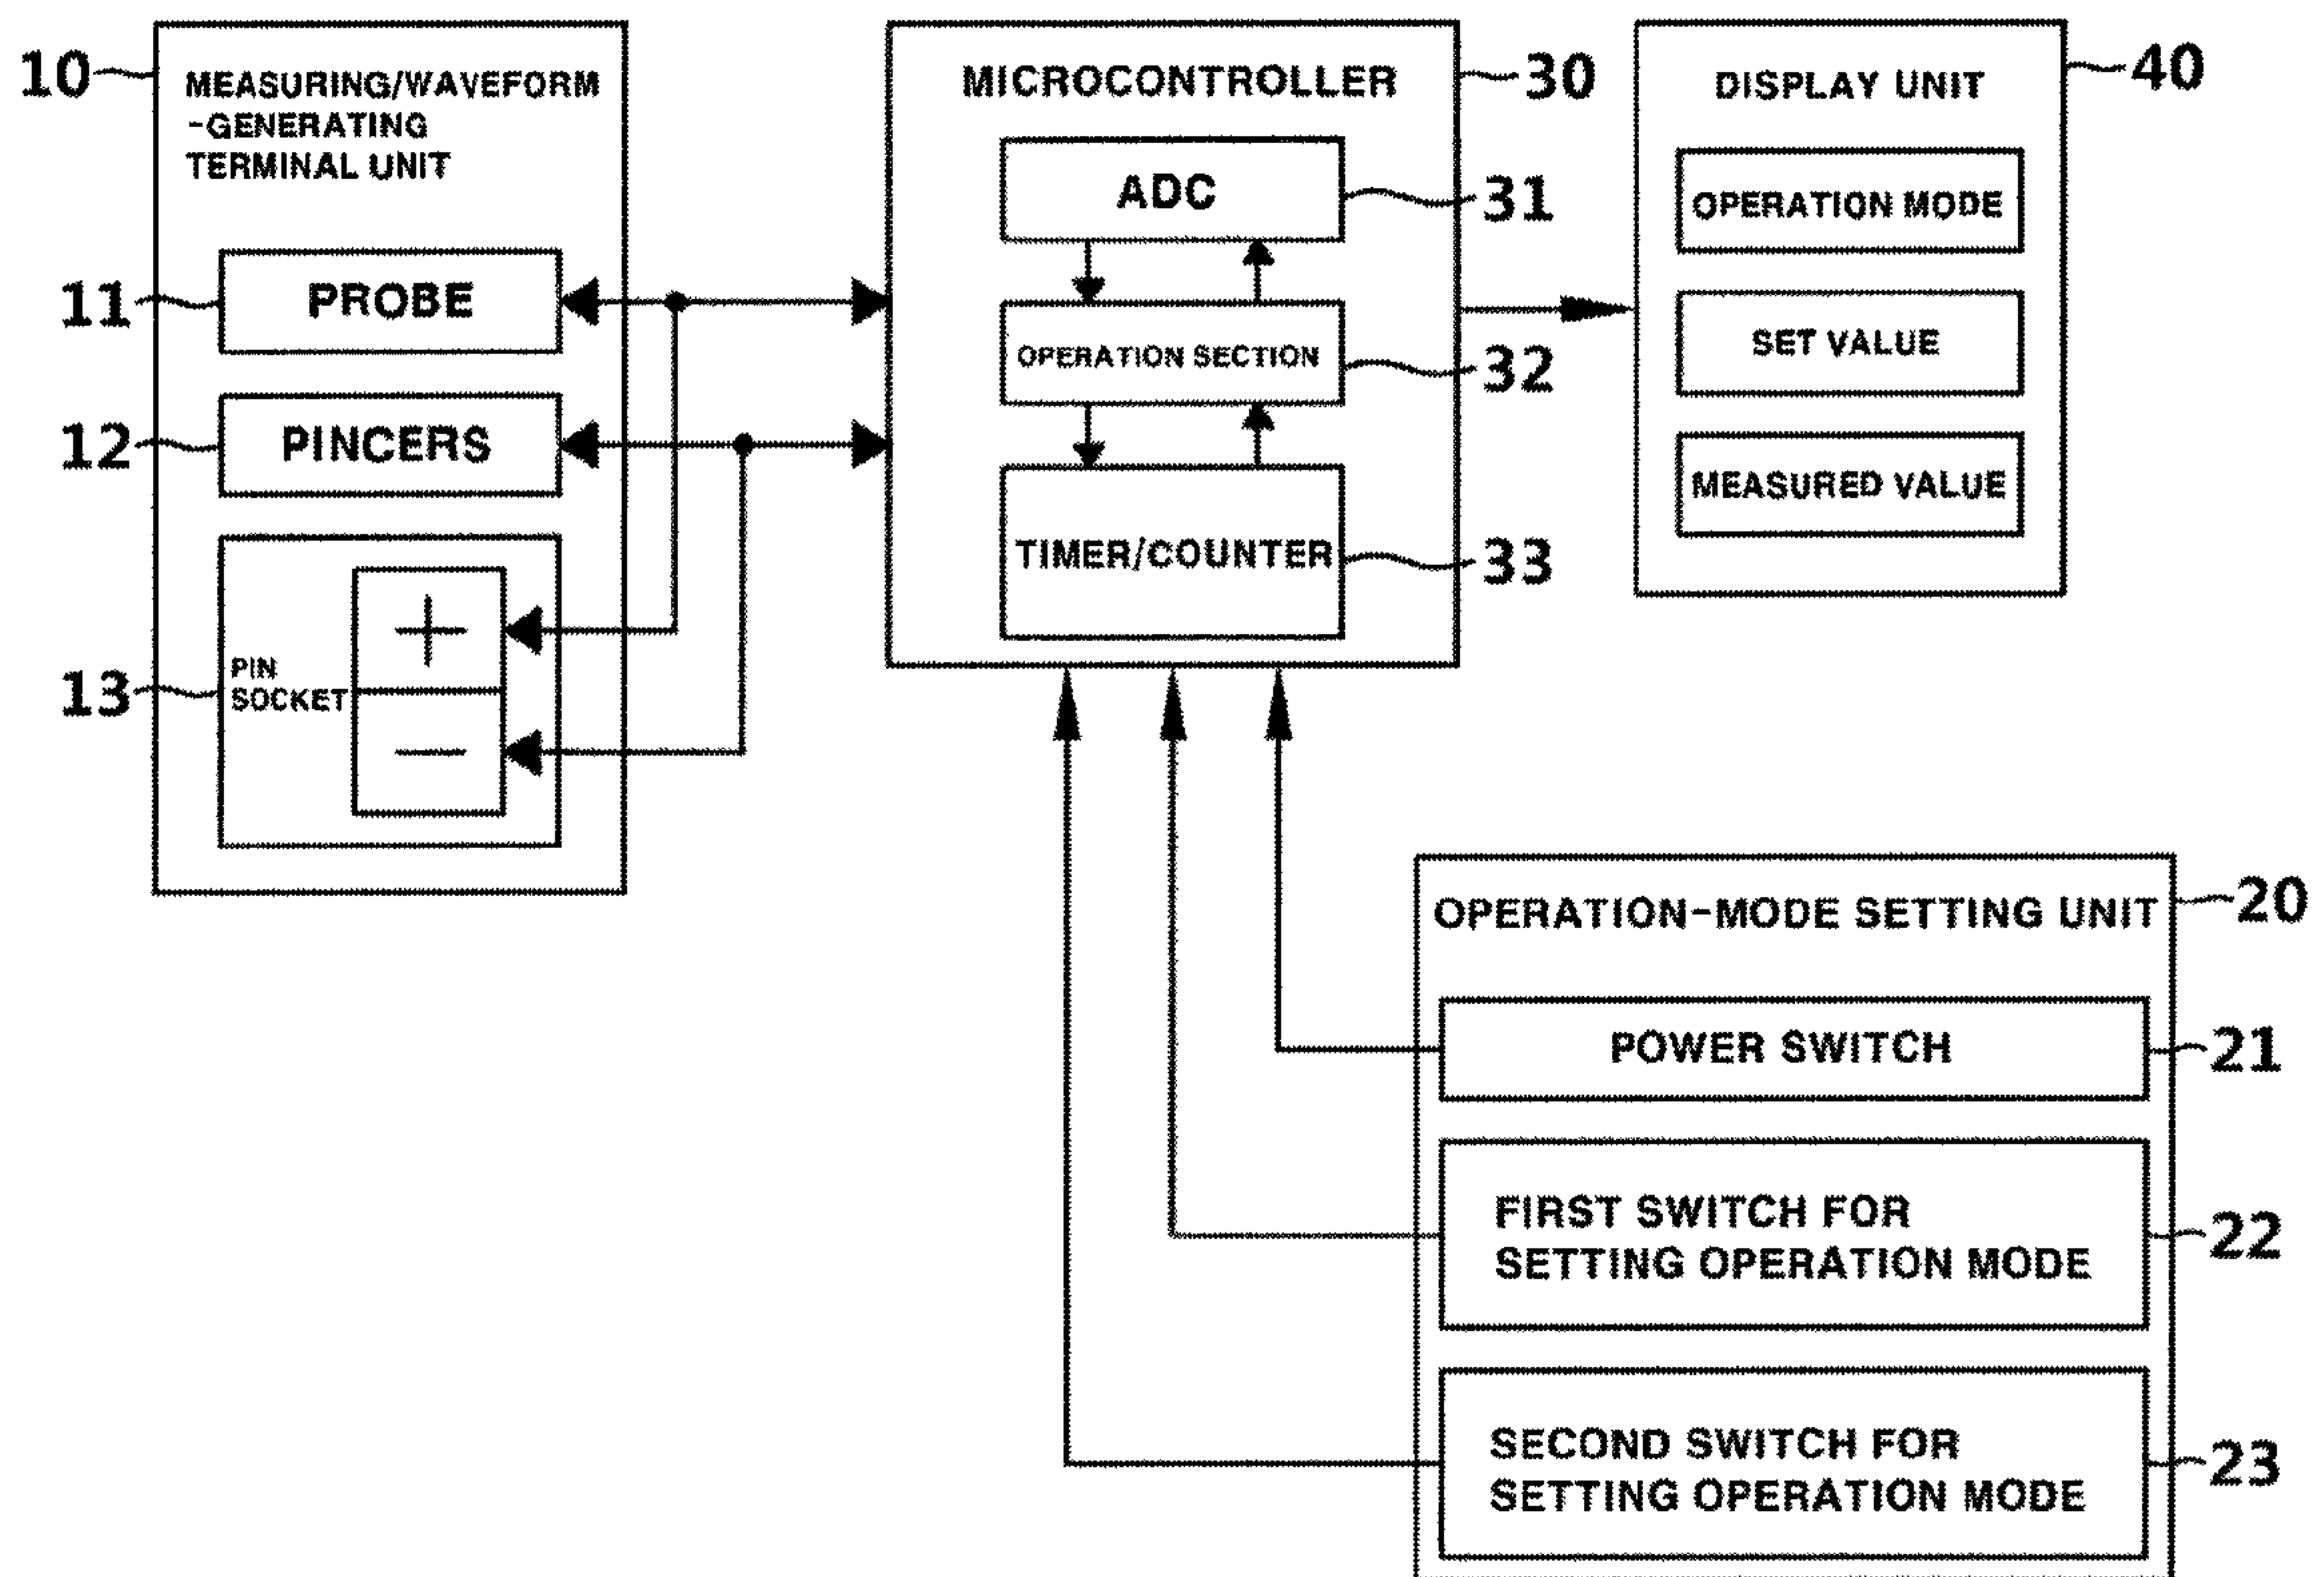 10
MEASURING/WAVEFORM
-GENERATING
TERMINAL UNIT
11
PROBE
12
PINCERS
13
PIN
SOCKET
+
−
MICROCONTROLLER
30
ADC
31
OPERATION SECTION
32
TIMER/COUNTER
33
DISPLAY UNIT
40
OPERATION MODE
SET VALUE
MEASURED VALUE
OPERATION-MODE SETTING UNIT
20
POWER SWITCH
21
FIRST SWITCH FOR
SETTING OPERATION MODE
22
SECOND SWITCH FOR
SETTING OPERATION MODE
23